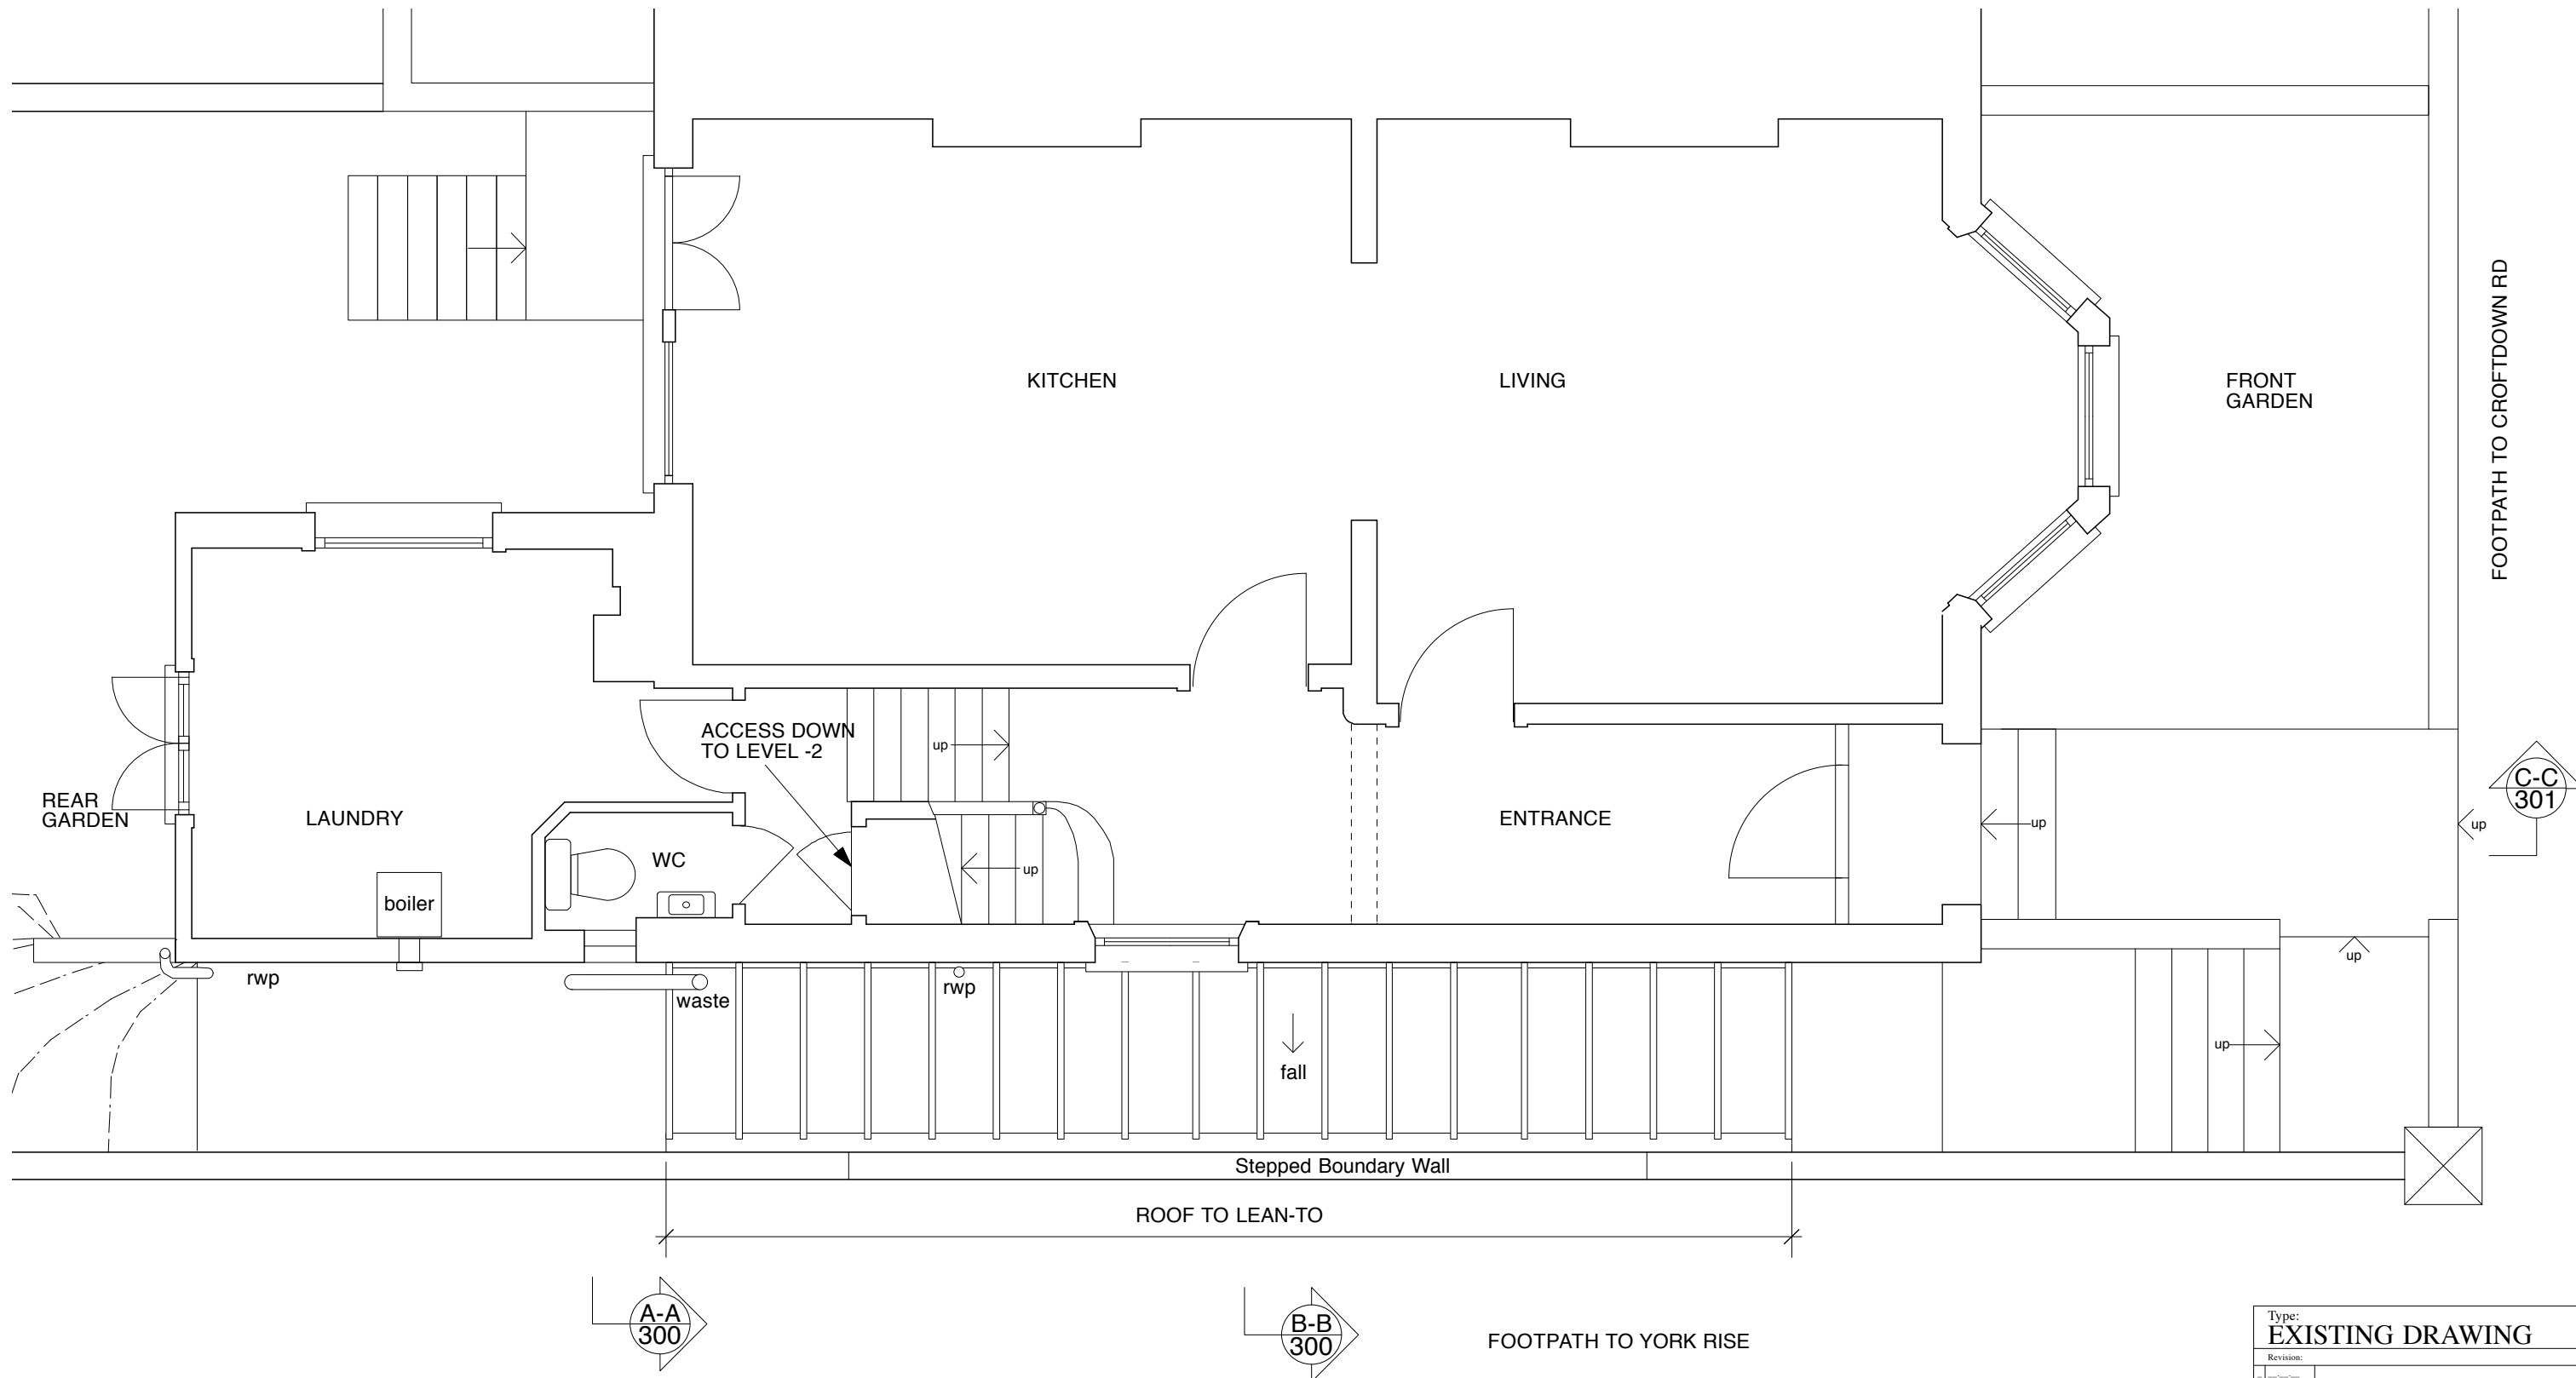 KITCHEN
LIVING
FRONT
GARDEN
FOOTPATH TO CROFTDOWN RD
ACCESS DOWN
TO LEVEL -2
up
up
REAR
GARDEN
LAUNDRY
WC
boiler
ENTRANCE
up
up
C-C
301
rwp
waste
rwp
fall
up
up
Stepped Boundary Wall
ROOF TO LEAN-TO
A-A
300
B-B
300
FOOTPATH TO YORK RISE
Type:
EXISTING DRAWING
Revision: